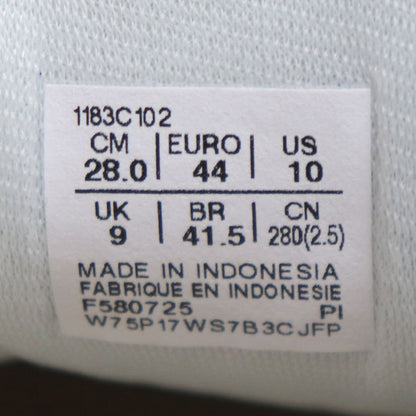 1183C102
CM | EURO | US
28.0 | 44 | 10
UK | BR | CN
9 | 41.5 | 280(2.5)
MADE IN INDONESIA
FABRIQUE EN INDONESIE
F580725 PI
W75P17WS7B3CJFP